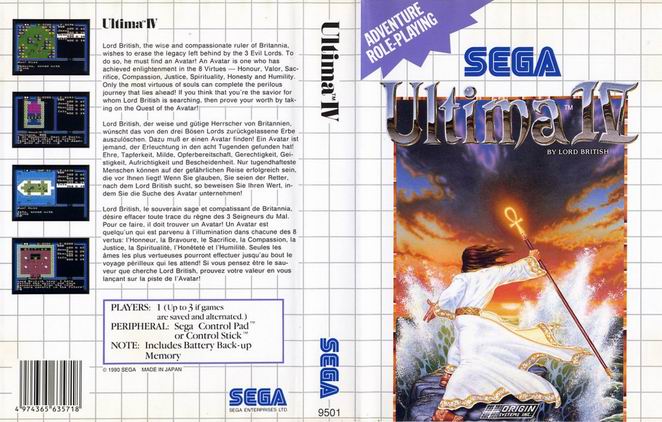 Ultima™ IV
Lord British, the wise and compassionate ruler of Britannia,
wishes to erase the legacy left behind by the 3 Evil Lords. To
do so, he must find an Avatar! An Avatar is one who has
achieved enlightenment in the 8 Virtues — Honour, Valor, Sac-
rifice, Compassion, Justice, Spirituality, Honesty and Humility.
Only the most virtuous of souls can complete the perilous
journey that lies ahead! If you think that you're the savior for
whom Lord British is searching, then prove your worth by tak-
ing on the Quest of the Avatar!
Lord British, der weise und gütige Herrscher von Britannien,
wünscht das von den drei Bösen Lords zurückgelassene Erbe
auszulöschen. Dazu muß er einen Avatar finden! Ein Avatar ist
jemand, der Erleuchtung in den acht Tugenden gefunden hat!
Ehre, Tapferkeit, Milde, Opferbereitschaft, Gerechtigkeit, Gei-
stigkeit, Aufrichtigkeit und Bescheidenheit. Nur tugendhafteste
Menschen können auf der gefährlichen Reise erfolgreich sein,
die vor Ihnen liegt! Wenn Sie glauben, Sie seien der Retter,
nach dem Lord British sucht, so beweisen Sie Ihren Wert, in-
dem Sie die Suche des Avatar unternehmen!
Lord British, le souverain sage et compatissant de Britannia,
désire effacer toute trace du règne des 3 Seigneurs du Mal.
Pour ce faire, il doit trouver un Avatar! Un Avatar est
quelqu'un qui est parvenu à l'illumination dans chacune des 8
vertus: l'Honneur, la Bravoure, le Sacrifice, la Compassion, la
Justice, la Spiritualité, l'Honêteté et l'Humilité. Seules les
âmes les plus vertueuses pourront effectuer jusqu'au bout le
voyage périlleux qui les attend! Si vous pensez être le sau-
veur que cherche Lord British, prouvez votre valeur en vous
lançant sur la piste de l'Avatar!
PLAYERS: 1 (Up to 3 if games
are saved and alternated.)
PERIPHERAL: Sega Control Pad™
or Control Stick™
NOTE: Includes Battery Back-up
Memory
© 1990 SEGA MADE IN JAPAN
4 974365 635718
SEGA
SEGA ENTERPRISES LTD.
Ultima™ IV
SEGA
9501
ADVENTURE
ROLE-PLAYING
SEGA
Ultima IV™
BY LORD BRITISH
ORIGIN
SYSTEMS INC.